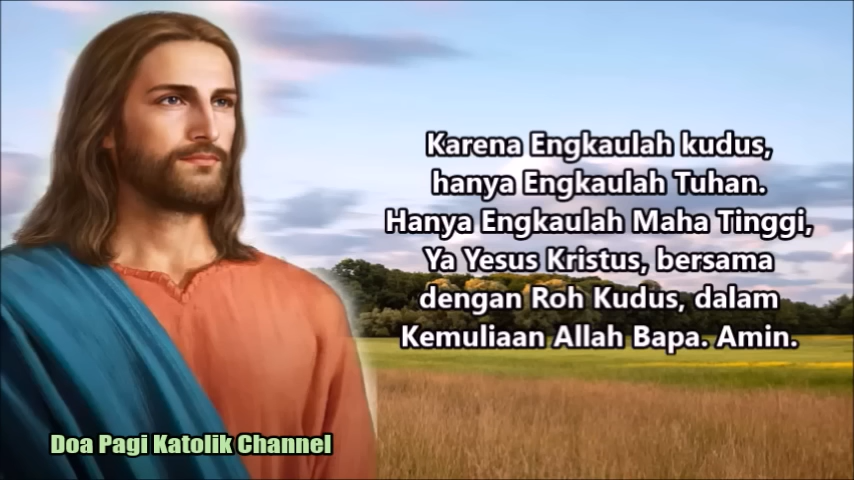 Karena Engkaulah kudus,
hanya Engkaulah Tuhan.
Hanya Engkaulah Maha Tinggi,
Ya Yesus Kristus, bersama
dengan Roh Kudus, dalam
Kemuliaan Allah Bapa. Amin.
Doa Pagi Katolik Channel